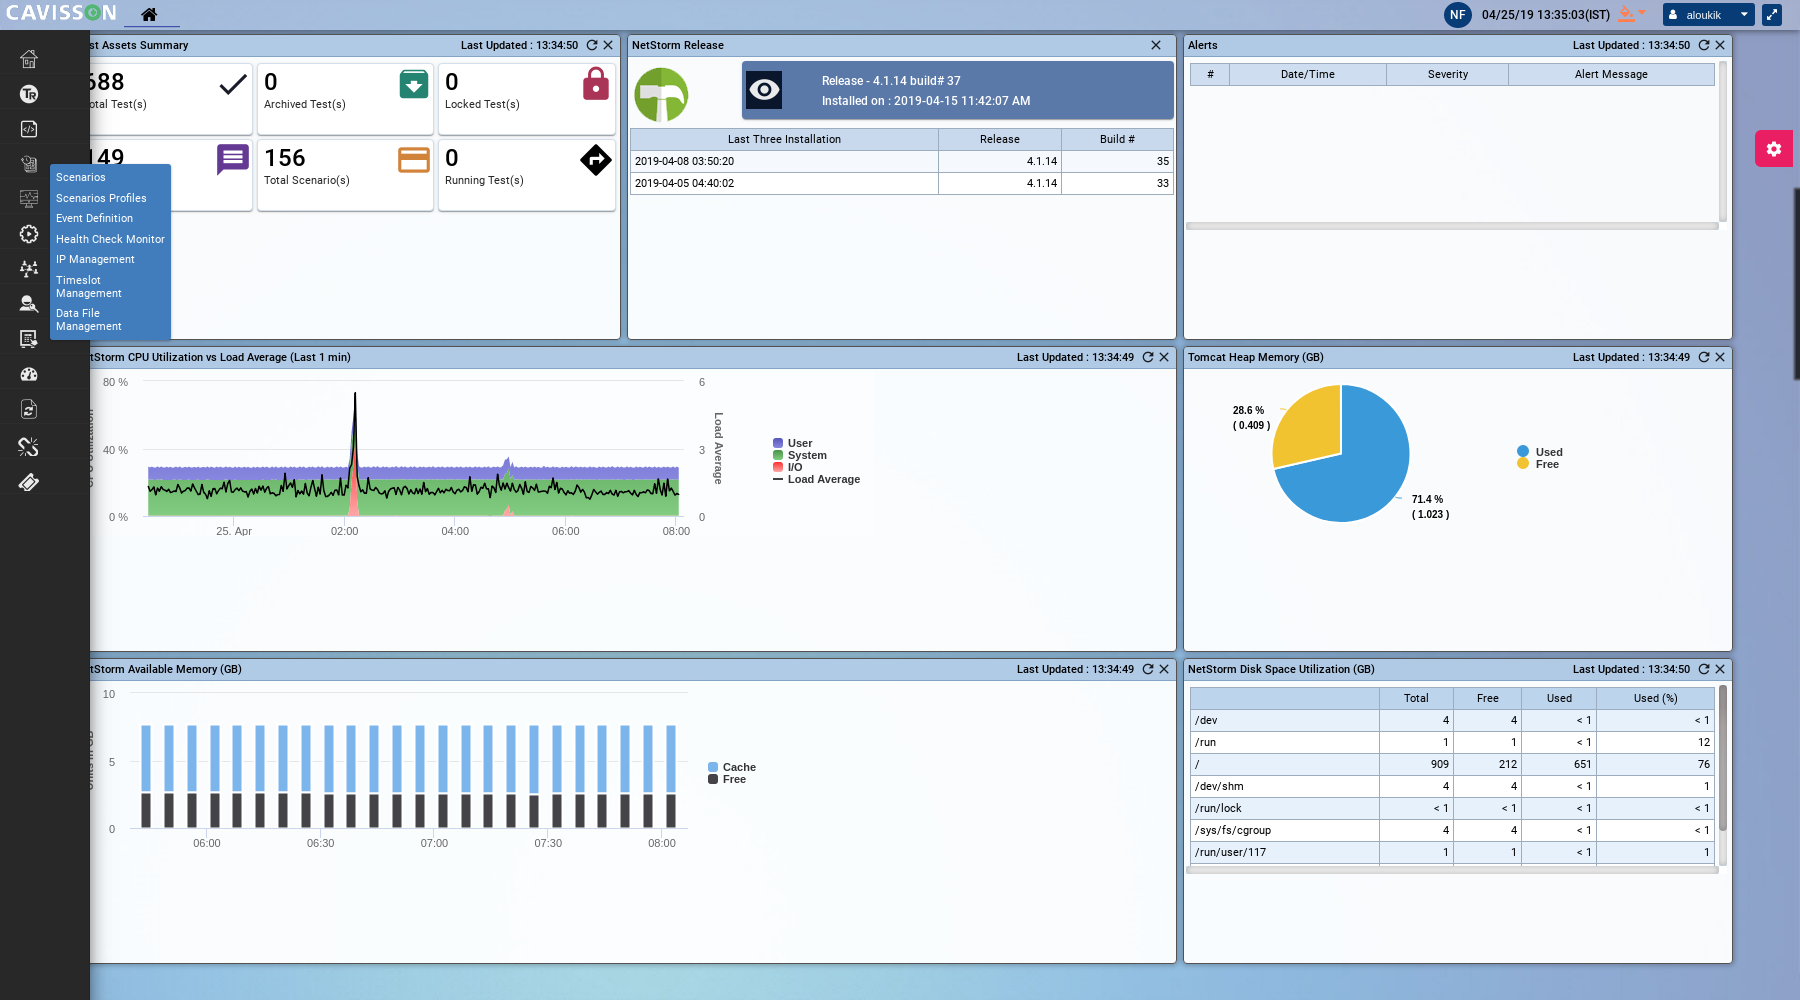 CAVISSON
NF
04/25/19 13:35:03(IST)
aloukik
st Assets Summary
Last Updated : 13:34:50
688
otal Test(s)
0
Archived Test(s)
0
Locked Test(s)
149
156
Total Scenario(s)
0
Running Test(s)
TR
Scenarios
Scenarios Profiles
Event Definition
Health Check Monitor
IP Management
Timeslot
Management
Data File
Management
NetStorm Release
Release - 4.1.14 build# 37
Installed on : 2019-04-15 11:42:07 AM
Last Three Installation Release Build #
2019-04-08 03:50:20 4.1.14 35
2019-04-05 04:40:02 4.1.14 33
Alerts
Last Updated : 13:34:50
# Date/Time Severity Alert Message
tStorm CPU Utilization vs Load Average (Last 1 min)
Last Updated : 13:34:49
80 %
40 %
0 %
6
3
0
Load Average
25. Apr 02:00 04:00 06:00 08:00
User
System
I/O
Load Average
Tomcat Heap Memory (GB)
Last Updated : 13:34:49
28.6 %
( 0.409 )
71.4 %
( 1.023 )
Used
Free
tStorm Available Memory (GB)
Last Updated : 13:34:49
10
5
0
06:00 06:30 07:00 07:30 08:00
Cache
Free
NetStorm Disk Space Utilization (GB)
Last Updated : 13:34:50
Total Free Used Used (%)
/dev 4 4 < 1 < 1
/run 1 1 < 1 12
/ 909 212 651 76
/dev/shm 4 4 < 1 1
/run/lock < 1 < 1 < 1 < 1
/sys/fs/cgroup 4 4 < 1 < 1
/run/user/117 1 1 < 1 1